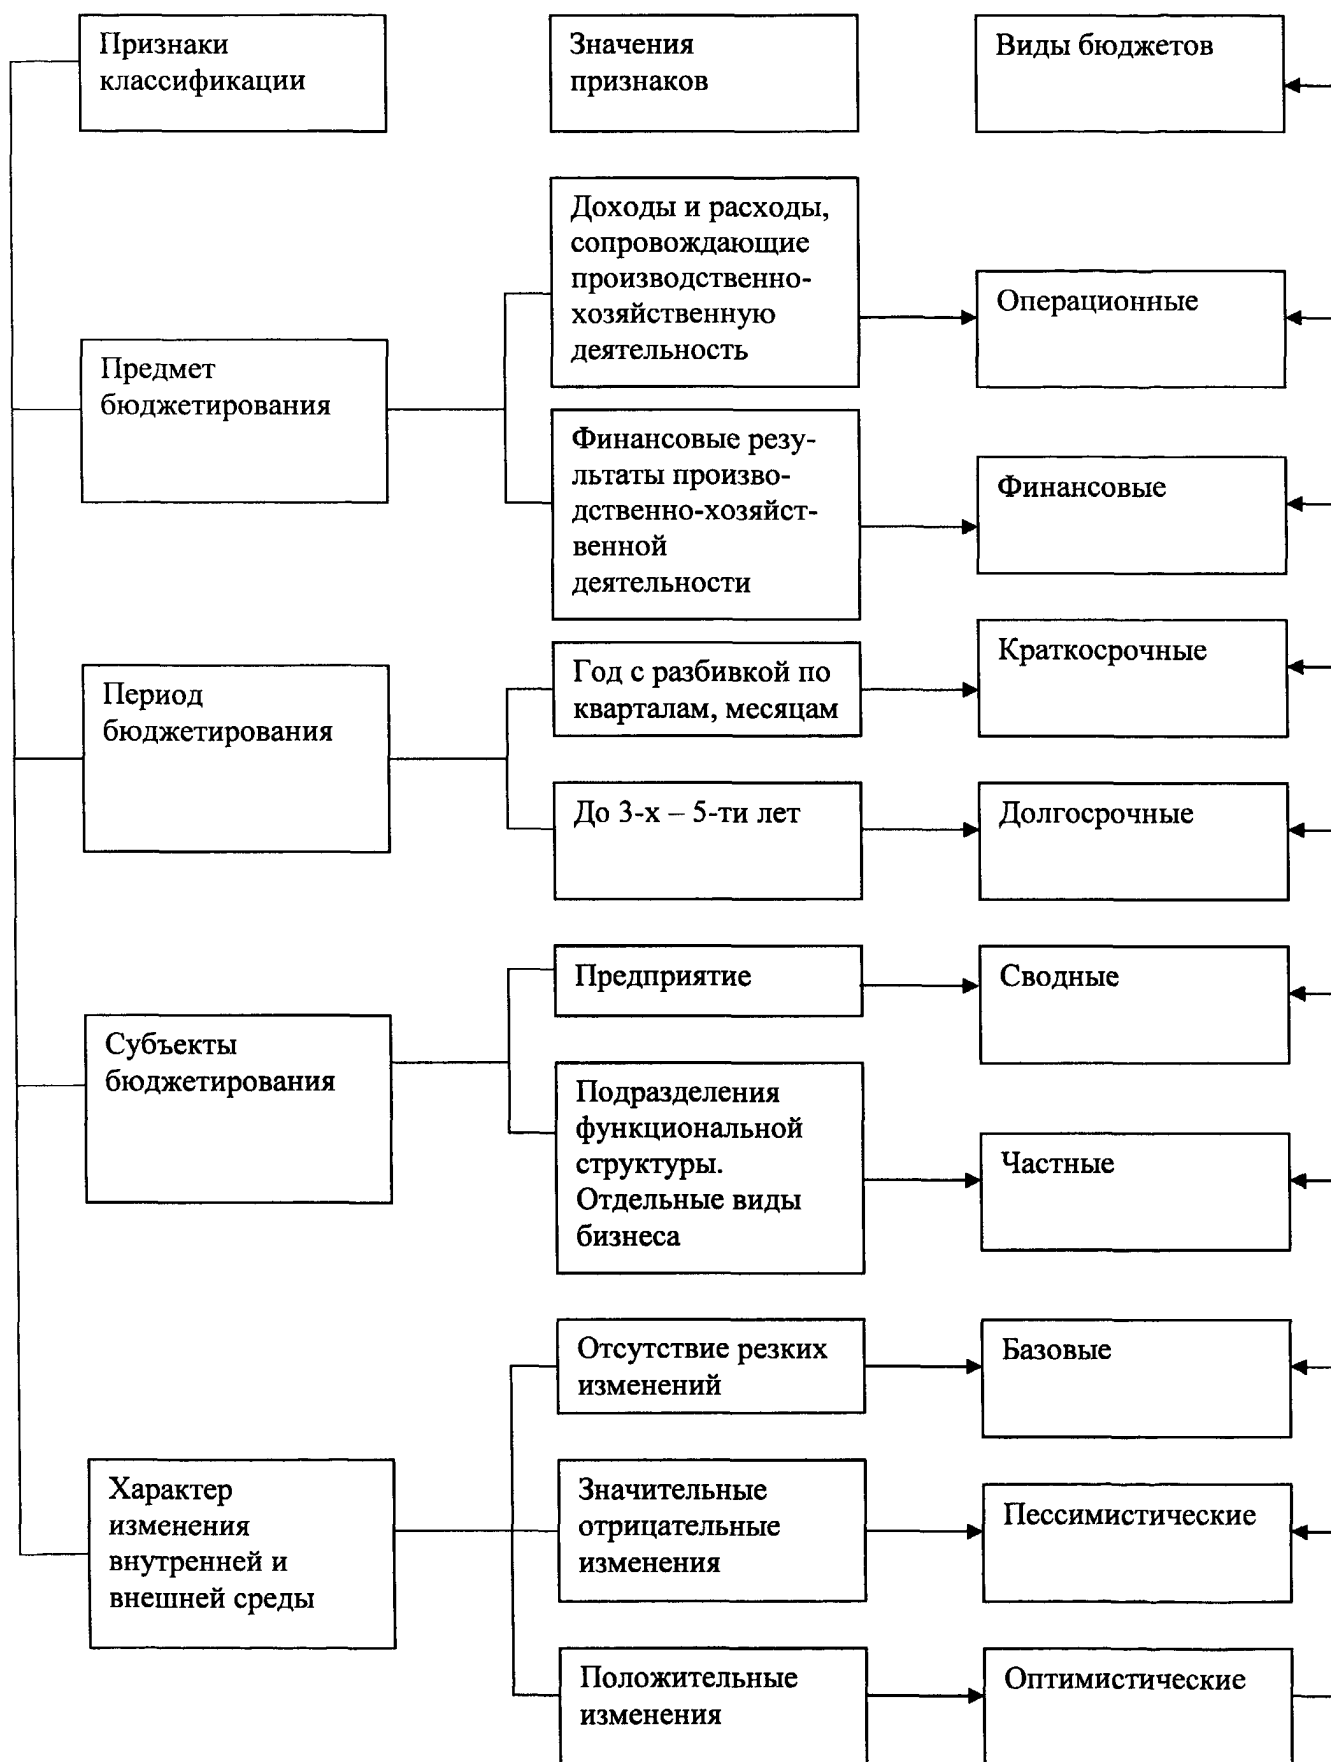 Признаки
классификации
Значения
признаков
Виды бюджетов
Доходы и расходы,
сопровождающие
производственно-
хозяйственную
деятельность
Операционные
Предмет
бюджетирования
Финансовые резу-
льтаты произво-
дственно-хозяйст-
венной
деятельности
Финансовые
Период
бюджетирования
Год с разбивкой по
кварталам, месяцам
Краткосрочные
До 3-х – 5-ти лет
Долгосрочные
Субъекты
бюджетирования
Предприятие
Сводные
Подразделения
функциональной
структуры.
Отдельные виды
бизнеса
Частные
Характер
изменения
внутренней и
внешней среды
Отсутствие резких
изменений
Базовые
Значительные
отрицательные
изменения
Пессимистические
Положительные
изменения
Оптимистические